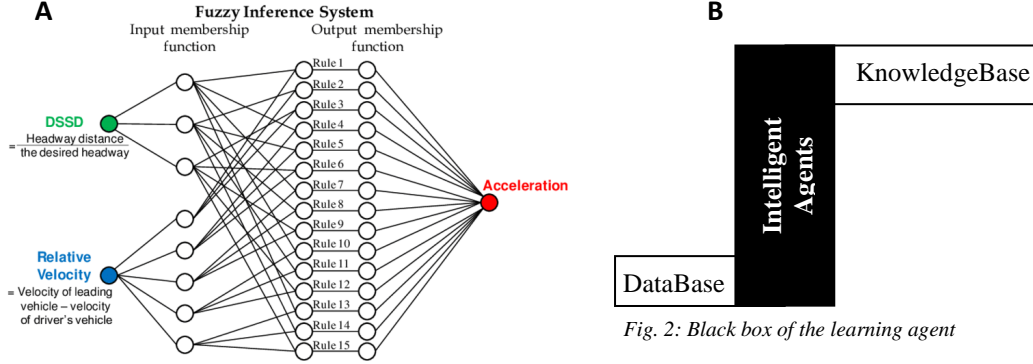 A
Fuzzy Inference System
Input membership
function
Output membership
function
Rule 1
Rule 2
Rule 3
Rule 4
Rule 5
Rule 6
Rule 7
Rule 8
Rule 9
Rule 10
Rule 11
Rule 12
Rule 13
Rule 14
Rule 15
DSSD
= Headway distance
the desired headway
Relative
Velocity
= Velocity of leading
vehicle – velocity
of driver's vehicle
Acceleration
B
KnowledgeBase
Intelligent
Agents
DataBase
Fig. 2: Black box of the learning agent